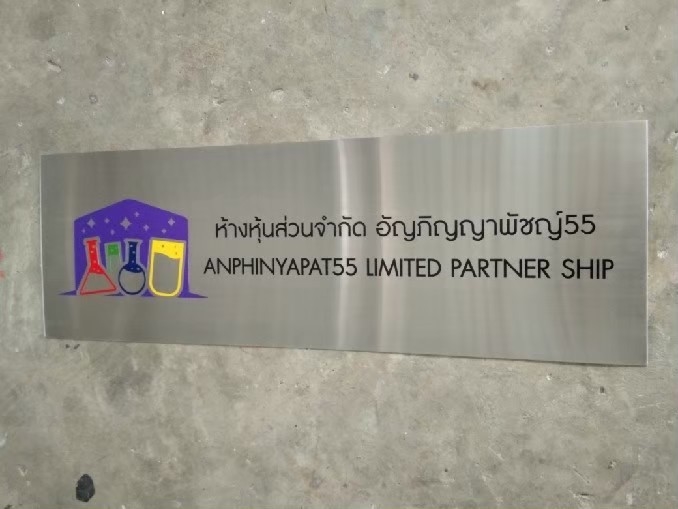 ห้างหุ้นส่วนจำกัด อัญภิญญาพัชญ์55
ANPHINYAPAT55 LIMITED PARTNER SHIP